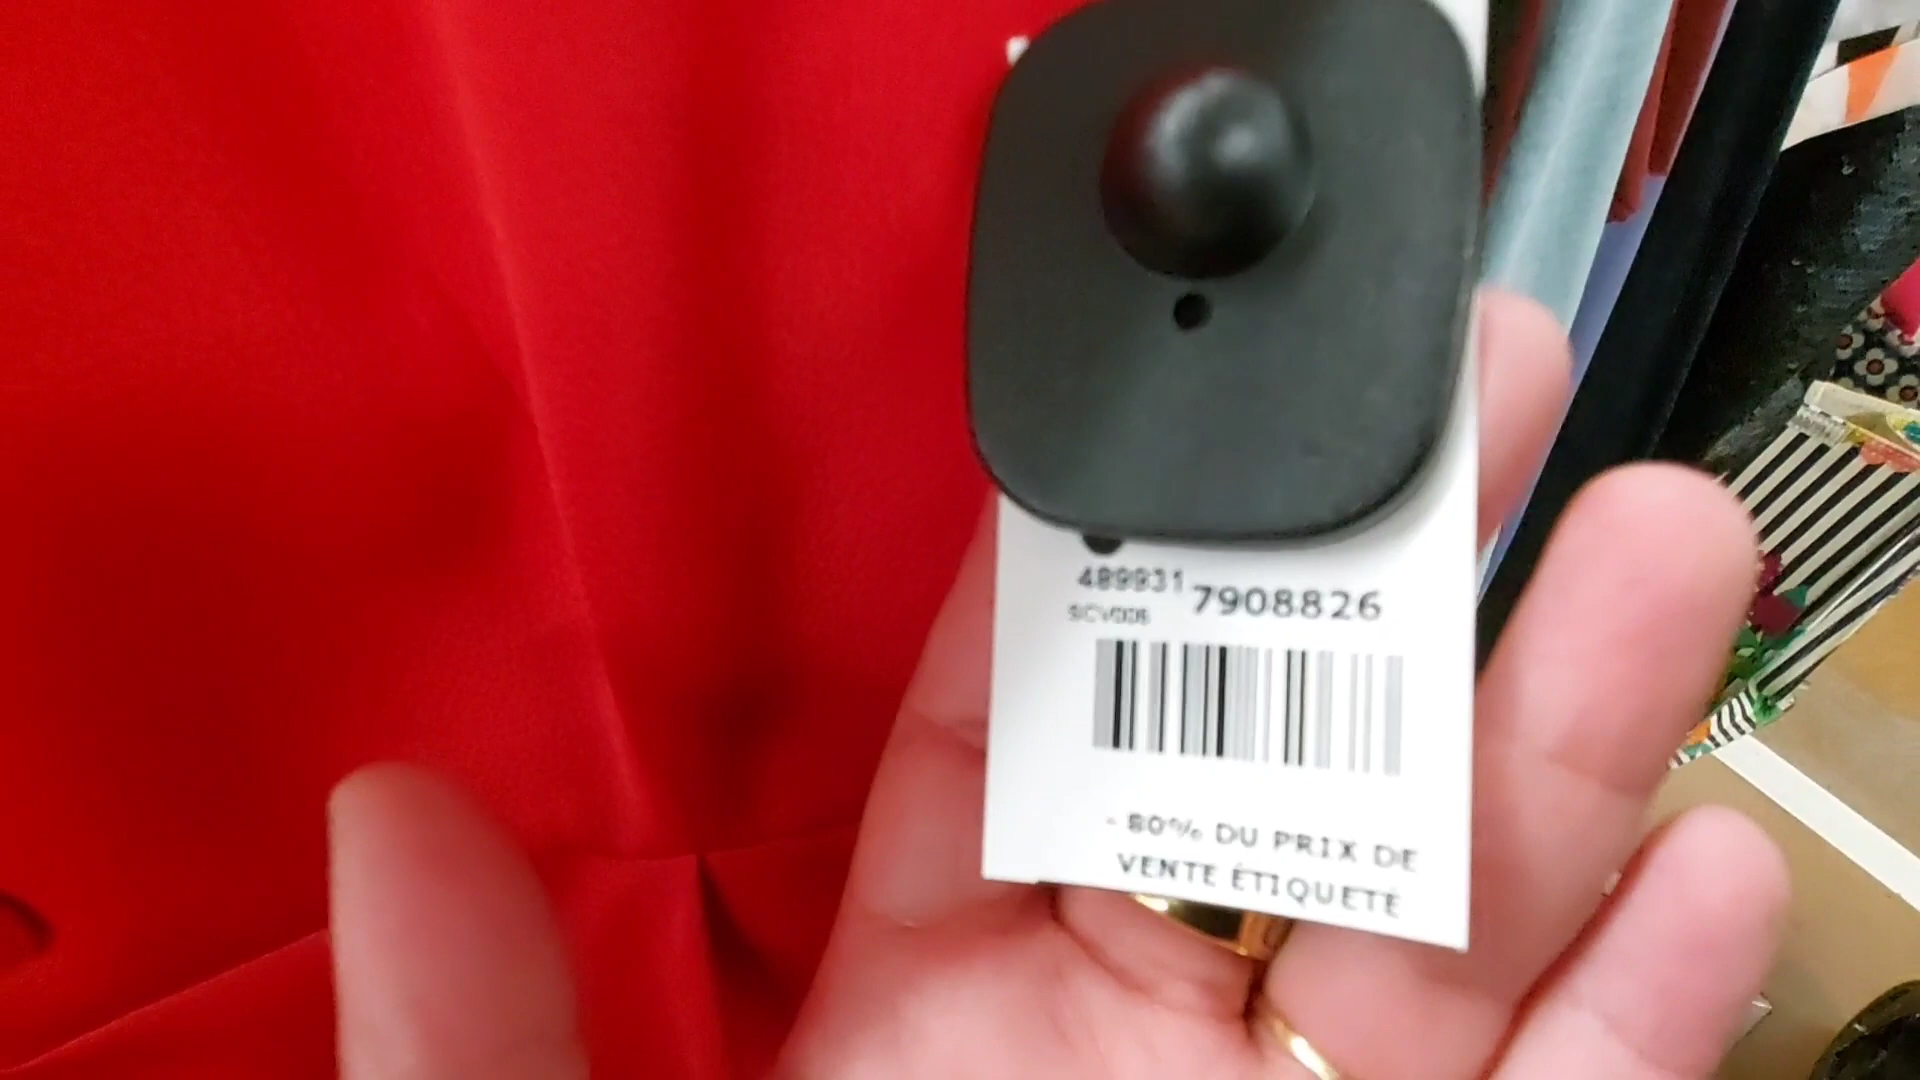 489931 7908826
SCV006
- 80% DU PRIX DE
VENTE ÉTIQUETÉ